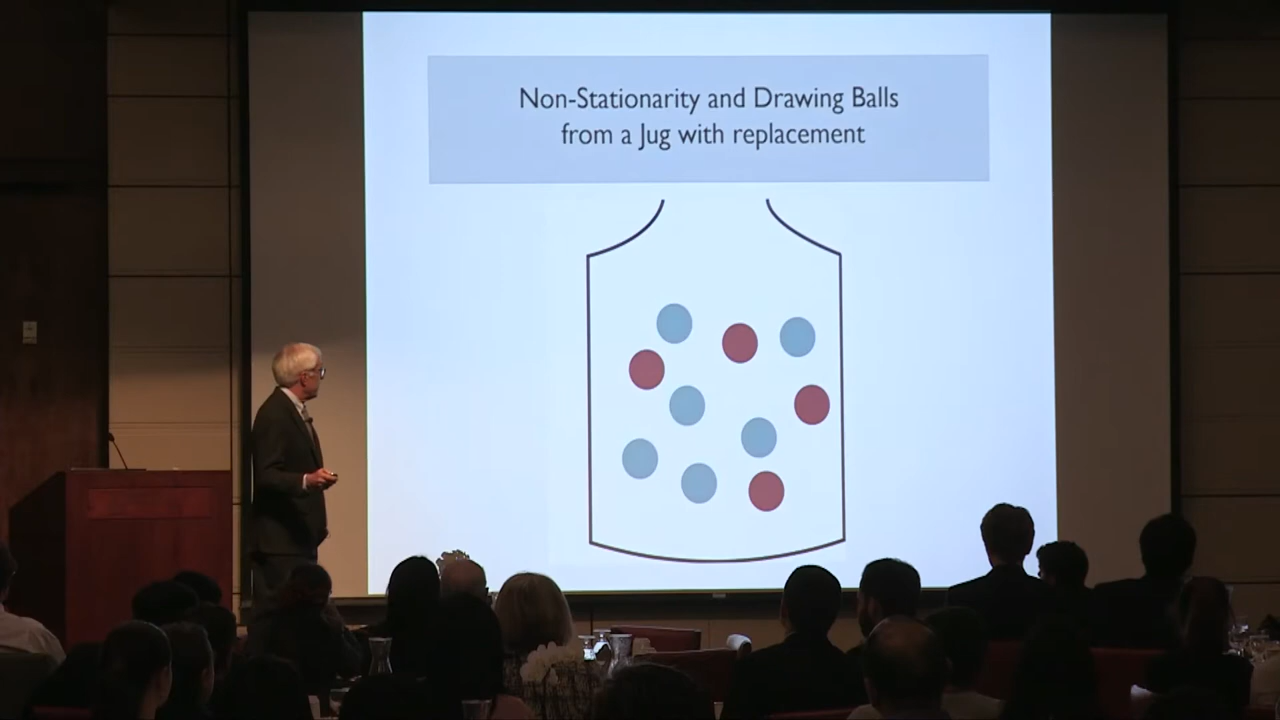 Non-Stationarity and Drawing Balls
from a Jug with replacement